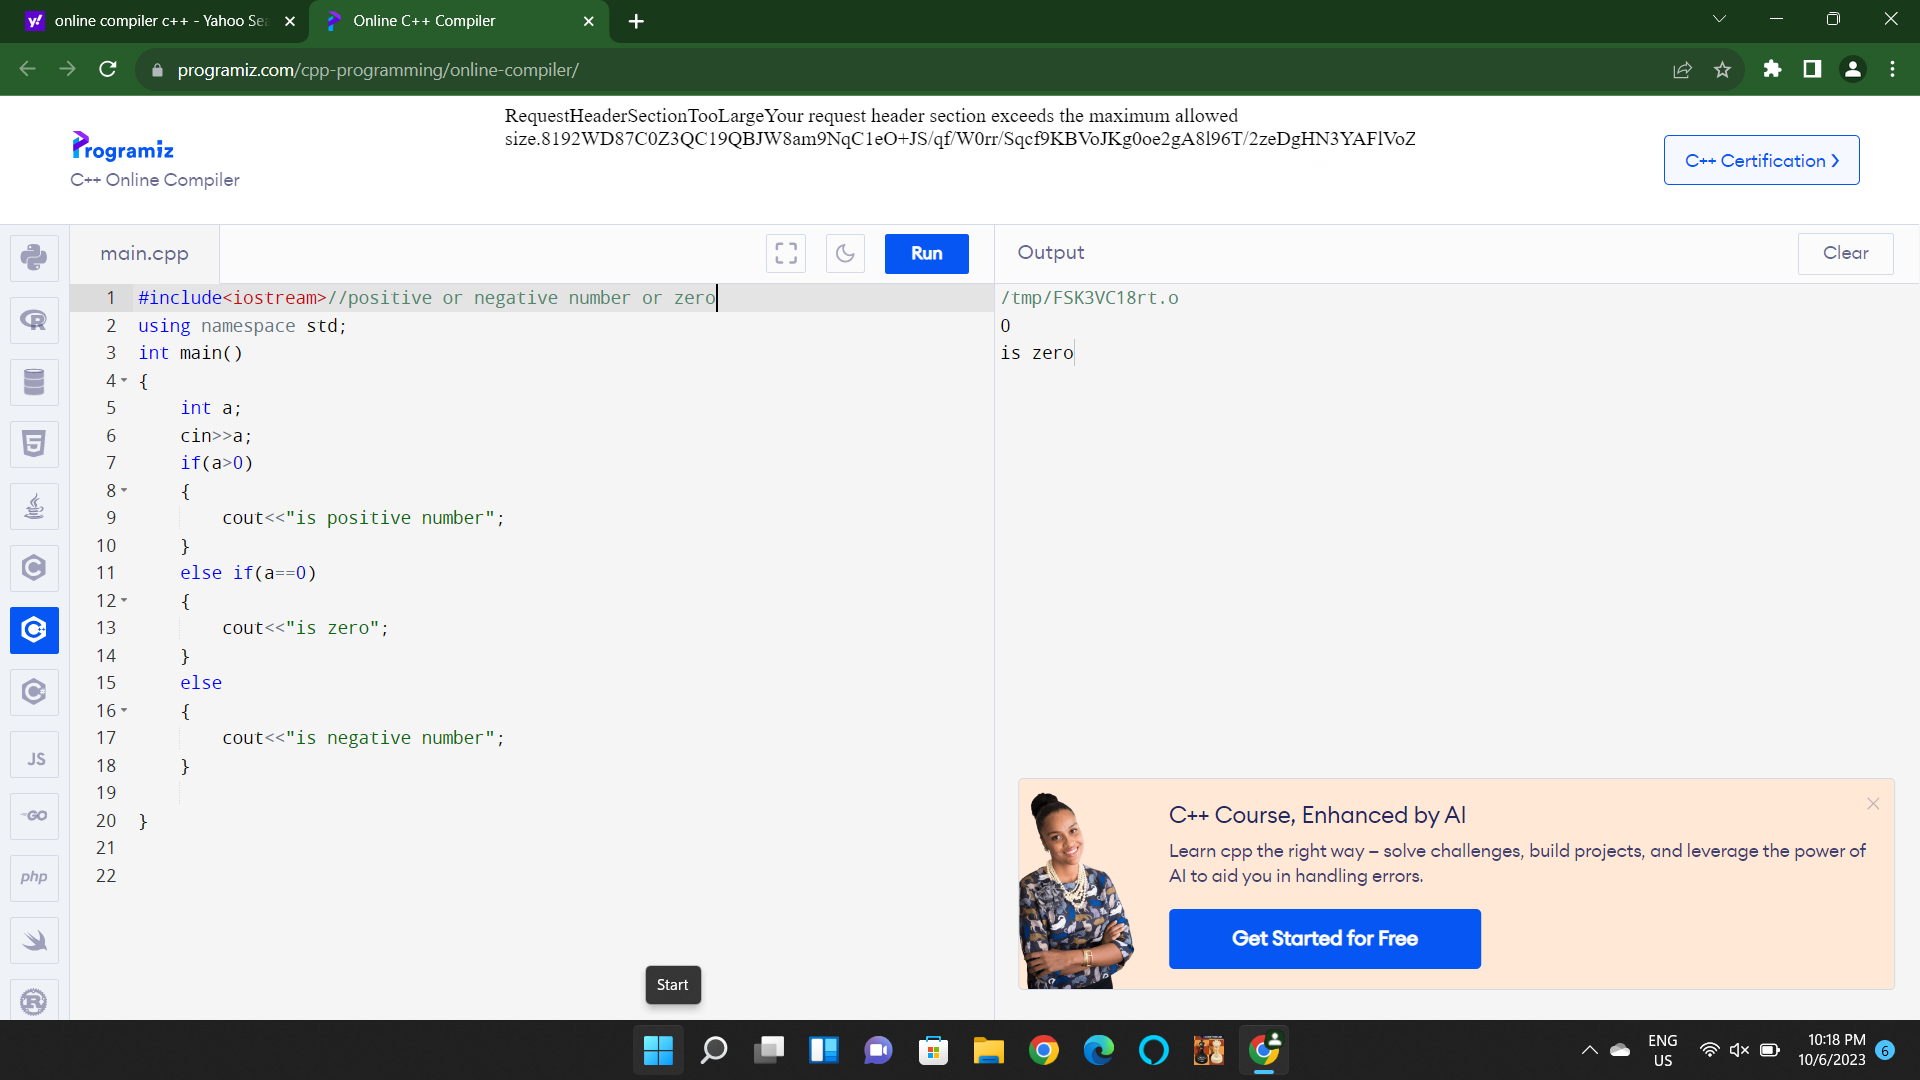 online compiler c++ - Yahoo Sea
Online C++ Compiler
programiz.com/cpp-programming/online-compiler/
RequestHeaderSectionTooLargeYour request header section exceeds the maximum allowed
size.8192WD87C0Z3QC19QBJW8am9NqC1eO+JS/qf/W0rr/Sqcf9KBVoJKg0oe2gA8l96T/2zeDgHN3YAFlVoZ
Programiz
C++ Online Compiler
C++ Certification
main.cpp
Run
Output
Clear
1 #include<iostream>//positive or negative number or zero
2 using namespace std;
3 int main()
4 {
5 int a;
6 cin>>a;
7 if(a>0)
8 {
9 cout<<"is positive number";
10 }
11 else if(a==0)
12 {
13 cout<<"is zero";
14 }
15 else
16 {
17 cout<<"is negative number";
18 }
19
20 }
21
22
/tmp/FSK3VC18rt.o
0
is zero
JS
GO
php
C++ Course, Enhanced by AI
Learn cpp the right way – solve challenges, build projects, and leverage the power of
AI to aid you in handling errors.
Get Started for Free
Start
ENG
US
10:18 PM
10/6/2023
6